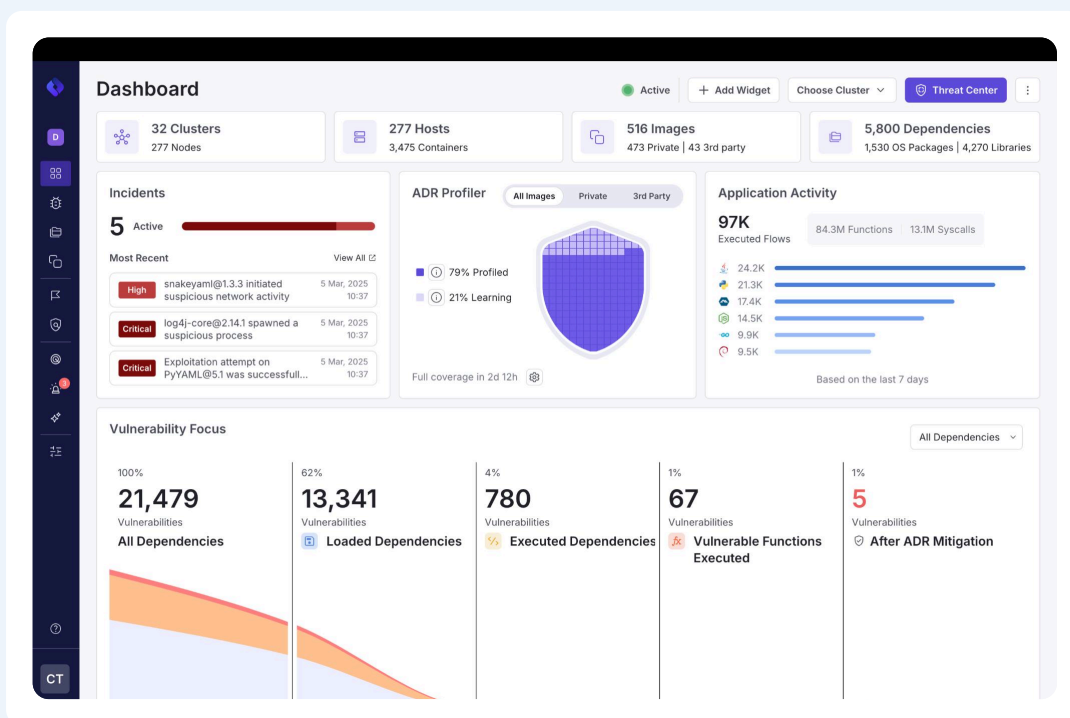 Dashboard
Active
+ Add Widget
Choose Cluster
Threat Center
32 Clusters
277 Nodes
277 Hosts
3,475 Containers
516 Images
473 Private | 43 3rd party
5,800 Dependencies
1,530 OS Packages | 4,270 Libraries
D
3
CT
Incidents
5 Active
Most Recent
View All
High
snakeyaml@1.3.3 initiated
suspicious network activity
5 Mar, 2025
10:37
Critical
log4j-core@2.14.1 spawned a
suspicious process
5 Mar, 2025
10:37
Critical
Exploitation attempt on
PyYAML@5.1 was successfull...
5 Mar, 2025
10:37
ADR Profiler
All Images
Private
3rd Party
79% Profiled
21% Learning
Full coverage in 2d 12h
Application Activity
97K
Executed Flows
84.3M Functions
13.1M Syscalls
24.2K
21.3K
17.4K
14.5K
9.9K
9.5K
Based on the last 7 days
Vulnerability Focus
All Dependencies
100%
21,479
Vulnerabilities
All Dependencies
62%
13,341
Vulnerabilities
Loaded Dependencies
4%
780
Vulnerabilities
Executed Dependencies
1%
67
Vulnerabilities
fx Vulnerable Functions
Executed
1%
5
Vulnerabilities
After ADR Mitigation